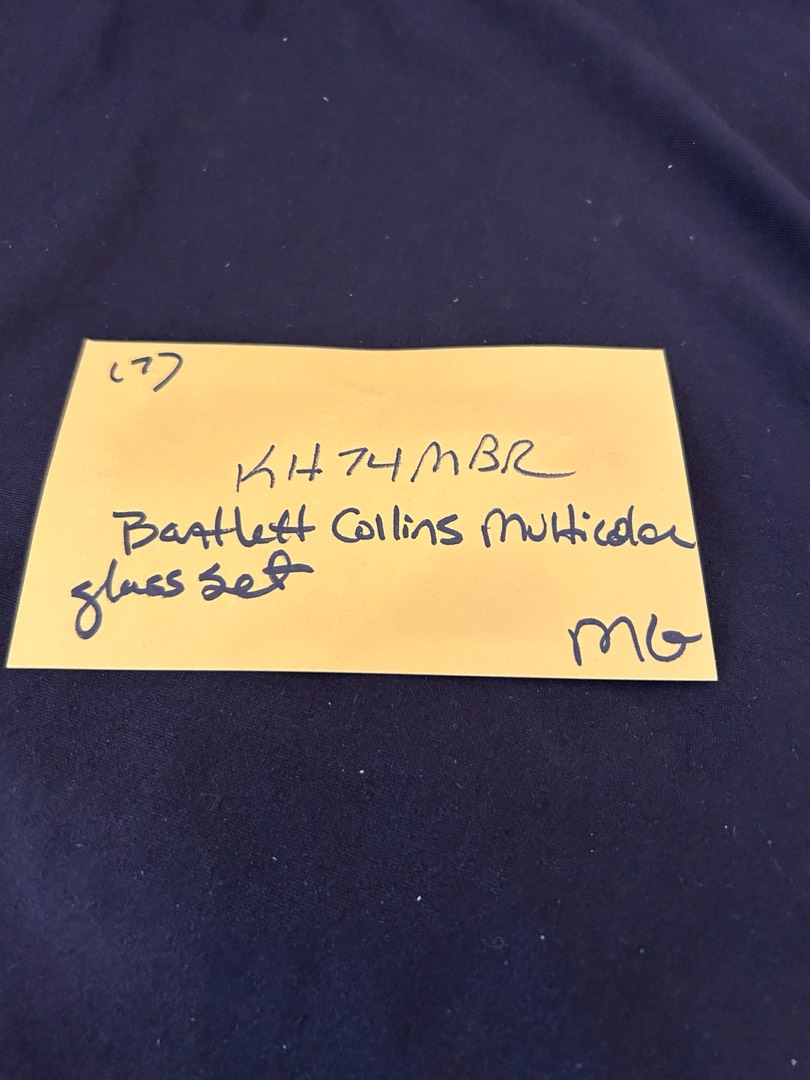 (7)
KH74MBR
Bartlett Collins Multicolor
glass set
MG